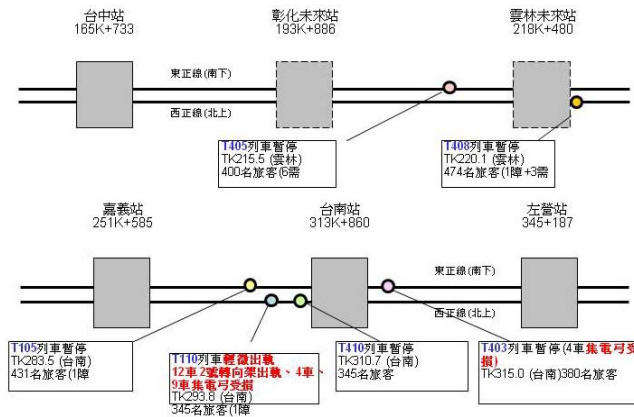 台中站
165K+733
彰化未來站
193K+886
雲林未來站
218K+480
東正線(南下)
西正線(北上)
T405列車暫停
TK215.5 (雲林)
400名旅客(6需
T408列車暫停
TK220.1 (雲林)
474名旅客(1障+3需
嘉義站
251K+585
台南站
313K+860
左營站
345+187
東正線(南下)
西正線(北上)
T105列車暫停
TK283.5 (台南)
431名旅客(1障
T110列車輕微出軌
12車2號轉向架出軌、4車、
9車集電弓受損
TK293.8 (台南)
345名旅客(1障
T410列車暫停
TK310.7 (台南)
345名旅客
T403列車暫停(4車集電弓受
損)
TK315.0 (台南)380名旅客